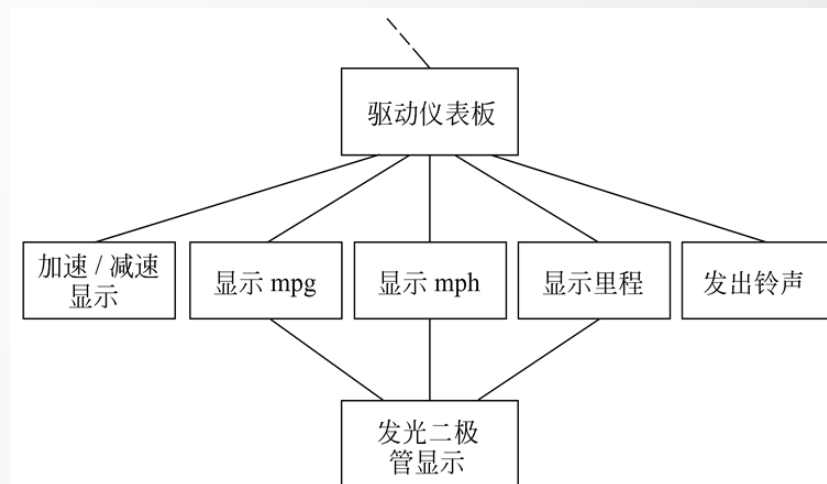 驱动仪表板
加速 / 减速
显示
显示 mpg
显示 mph
显示里程
发出铃声
发光二极
管显示